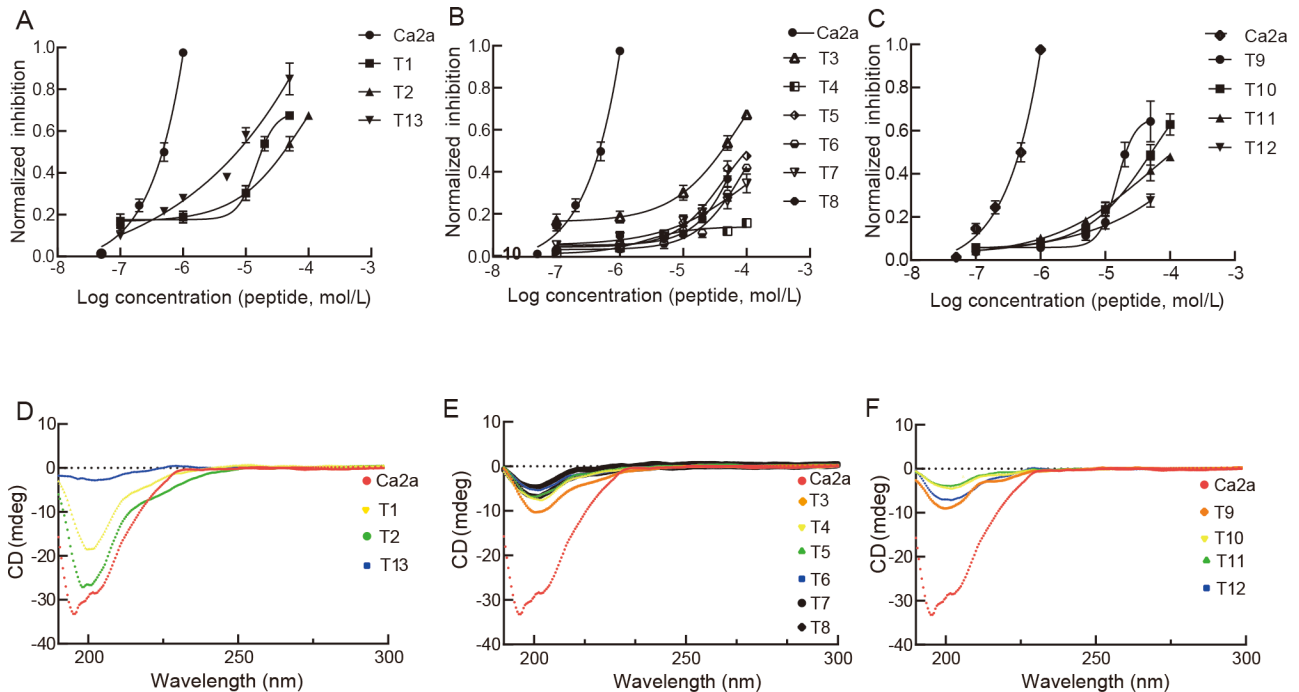 A
Ca2a
T1
T2
T13
Normalized inhibition
1.0
0.8
0.6
0.4
0.2
0.0
-8 -7 -6 -5 -4 -3
Log concentration (peptide, mol/L)
B
Ca2a
T3
T4
T5
T6
T7
T8
Normalized inhibition
1.0
0.8
0.6
0.4
0.2
0.0
10
-8 -7 -6 -5 -4 -3
Log concentration (peptide, mol/L)
C
Ca2a
T9
T10
T11
T12
Normalized inhibition
1.0
0.8
0.6
0.4
0.2
0.0
-8 -7 -6 -5 -4 -3
Log concentration (peptide, mol/L)
D
Ca2a
T1
T2
T13
CD (mdeg)
10
0
-10
-20
-30
-40
200 250 300
Wavelength (nm)
E
Ca2a
T3
T4
T5
T6
T7
T8
CD (mdeg)
10
0
-10
-20
-30
-40
200 250 300
Wavelength (nm)
F
Ca2a
T9
T10
T11
T12
CD (mdeg)
10
0
-10
-20
-30
-40
200 250 300
Wavelength (nm)